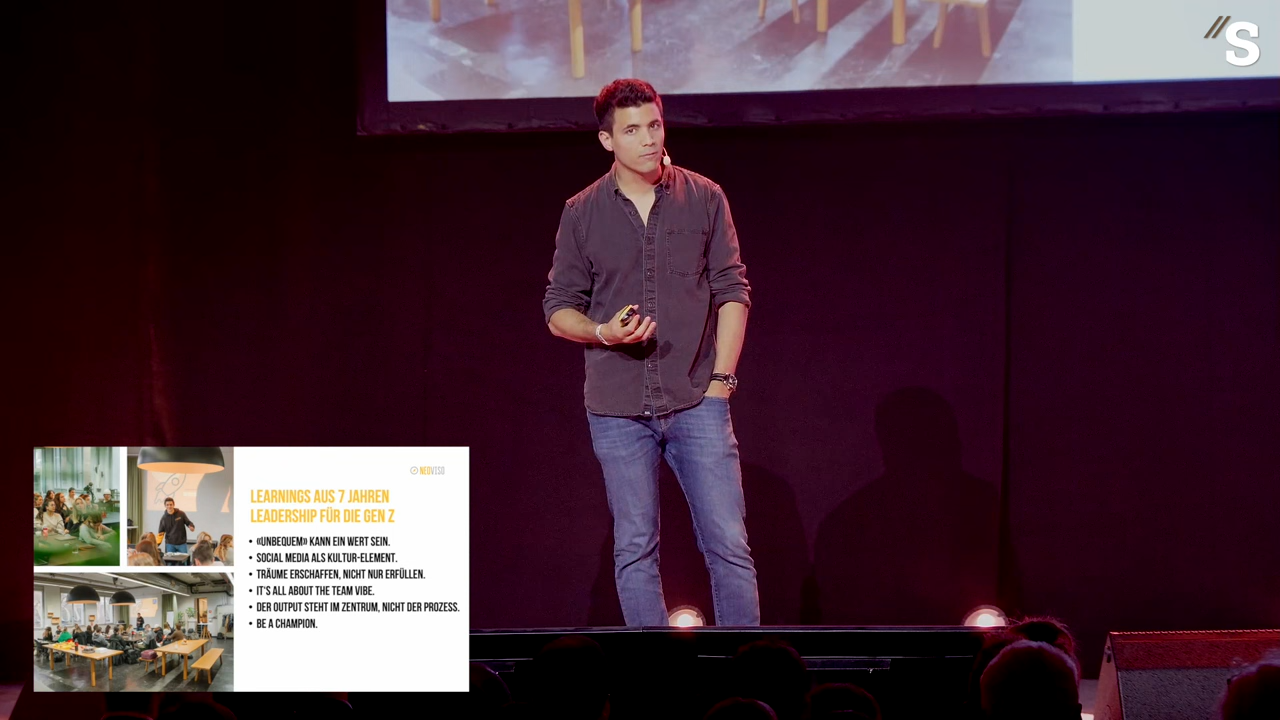 //S
NEOVISO
LEARNINGS AUS 7 JAHREN
LEADERSHIP FÜR DIE GEN Z
• «UNBEQUEM» KANN EIN WERT SEIN.
• SOCIAL MEDIA ALS KULTUR-ELEMENT.
• TRÄUME ERSCHAFFEN, NICHT NUR ERFÜLLEN.
• IT'S ALL ABOUT THE TEAM VIBE.
• DER OUTPUT STEHT IM ZENTRUM, NICHT DER PROZESS.
• BE A CHAMPION.